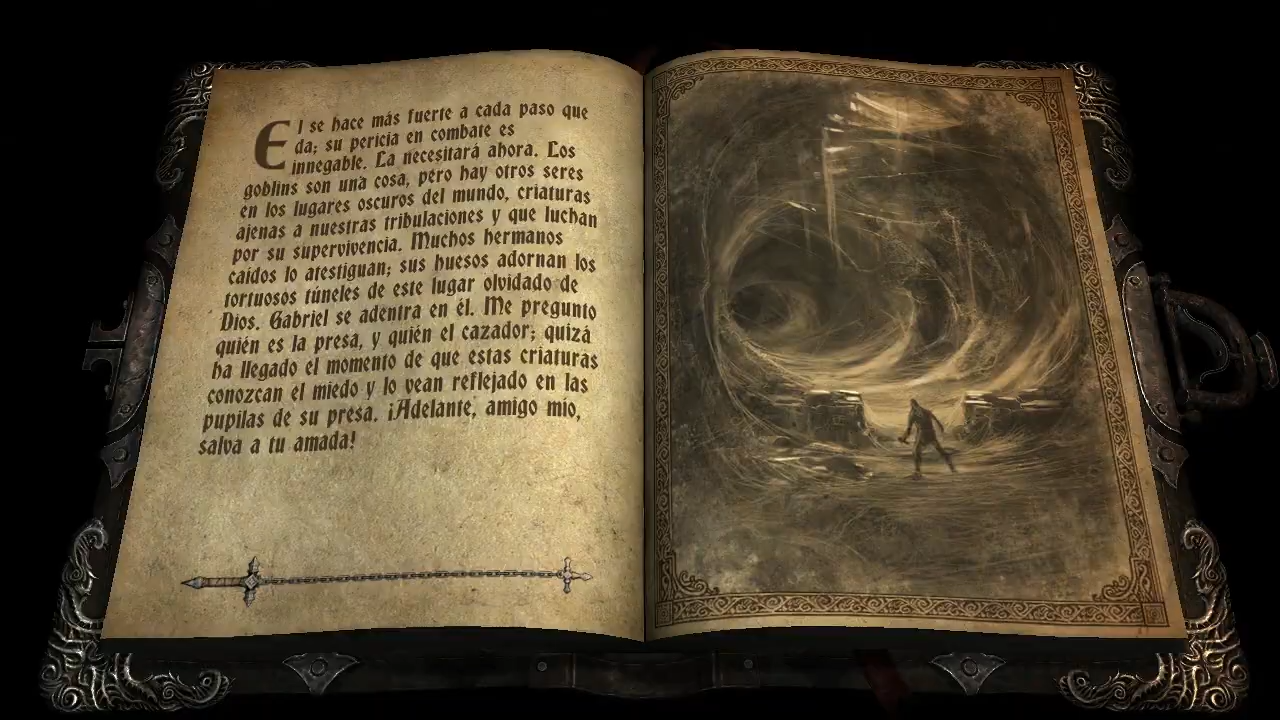 El se hace más fuerte a cada paso que
da; su pericia en combate es
innegable. La necesitará ahora. Los
goblins son una cosa, pero hay otros seres
en los lugares oscuros del mundo, criaturas
ajenas a nuestras tribulaciones y que luchan
por su supervivencia. Muchos hermanos
caídos lo atestiguan; sus huesos adornan los
tortuosos túneles de este lugar olvidado de
Dios. Gabriel se adentra en él. Me pregunto
quién es la presa, y quién el cazador; quizá
ha llegado el momento de que estas criaturas
conozcan el miedo y lo vean reflejado en las
pupilas de su presa. ¡Adelante, amigo mío,
salva a tu amada!